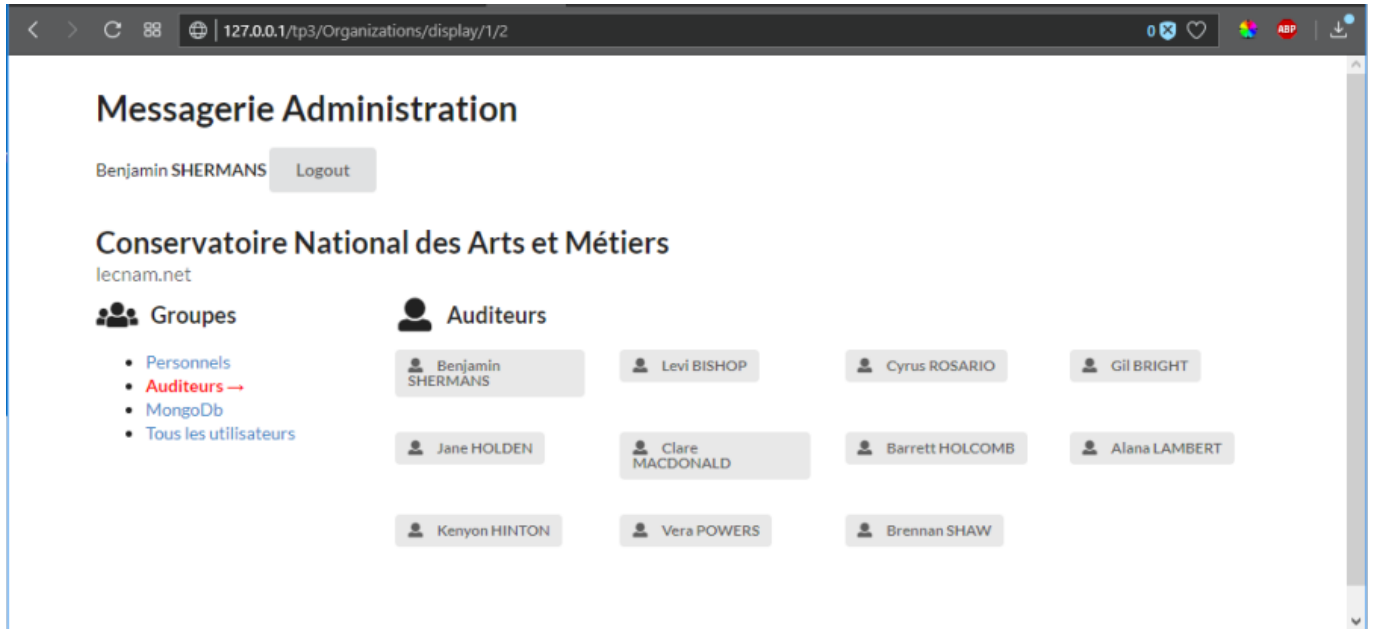 127.0.0.1/tp3/Organizations/display/1/2
0
ABP
Messagerie Administration
Benjamin SHERMANS Logout
Conservatoire National des Arts et Métiers
lecnam.net
Groupes
Personnels
Auditeurs →
MongoDb
Tous les utilisateurs
Auditeurs
Benjamin
SHERMANS
Levi BISHOP
Cyrus ROSARIO
Gil BRIGHT
Jane HOLDEN
Clare
MACDONALD
Barrett HOLCOMB
Alana LAMBERT
Kenyon HINTON
Vera POWERS
Brennan SHAW